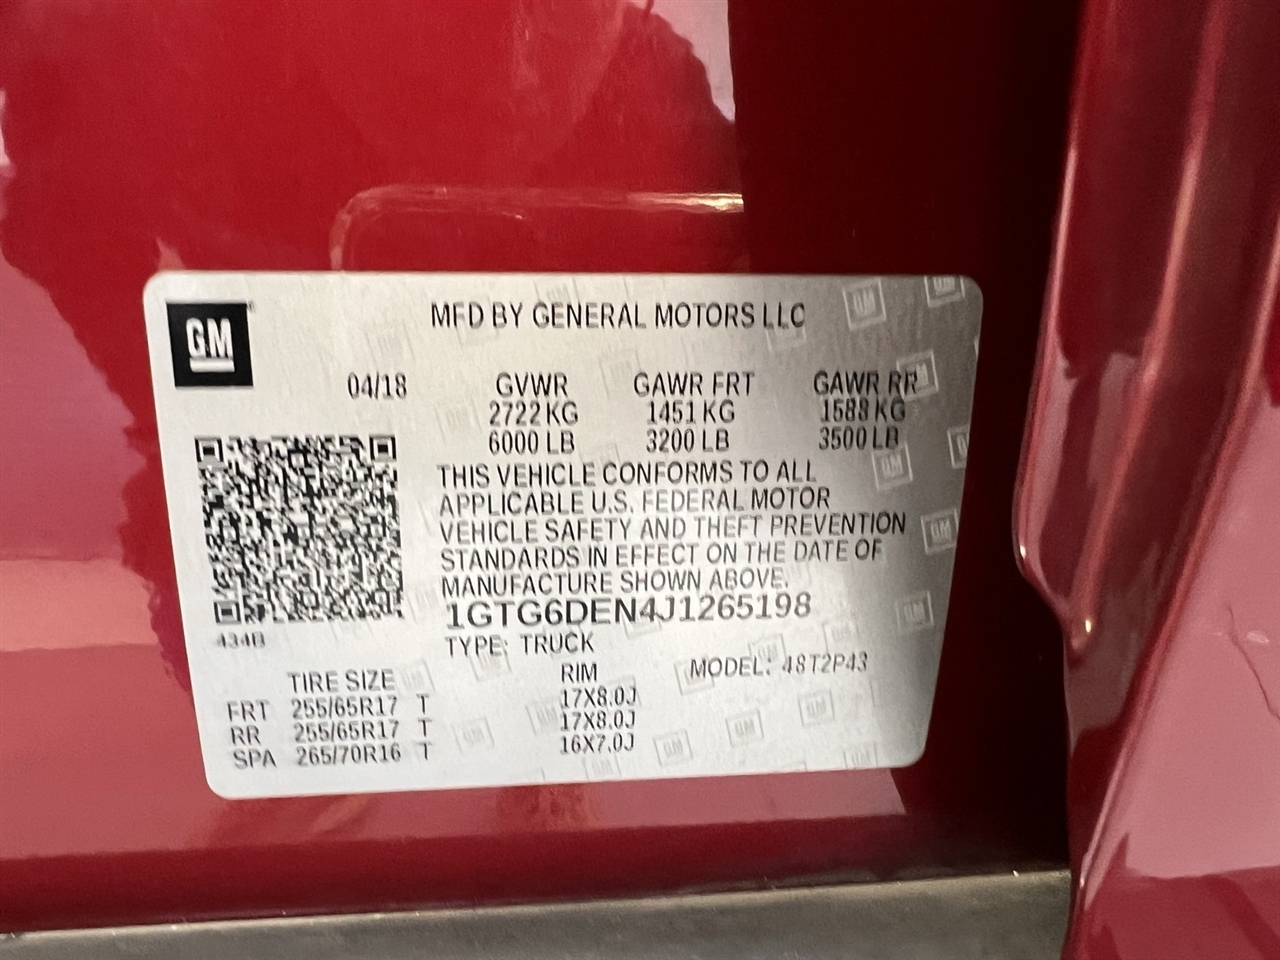 GM
MFD BY GENERAL MOTORS LLC
04/18 GVWR GAWR FRT GAWR RR
2722 KG 1451 KG 1588 KG
6000 LB 3200 LB 3500 LB
THIS VEHICLE CONFORMS TO ALL
APPLICABLE U.S. FEDERAL MOTOR
VEHICLE SAFETY AND THEFT PREVENTION
STANDARDS IN EFFECT ON THE DATE OF
MANUFACTURE SHOWN ABOVE.
1GTG6DEN4J1265198
434B
TYPE: TRUCK
MODEL: 48T2P43
TIRE SIZE RIM
FRT 255/65R17 T 17X8.0J
RR 255/65R17 T 17X8.0J
SPA 265/70R16 T 16X7.0J